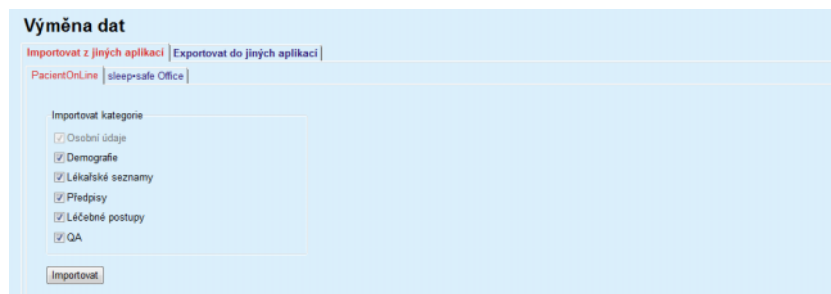 Výměna dat
Importovat z jiných aplikací Exportovat do jiných aplikací
PacientOnLine sleep•safe Office
Importovat kategorie
Osobní údaje
Demografie
Lékařské seznamy
Předpisy
Léčebné postupy
QA
Importovat